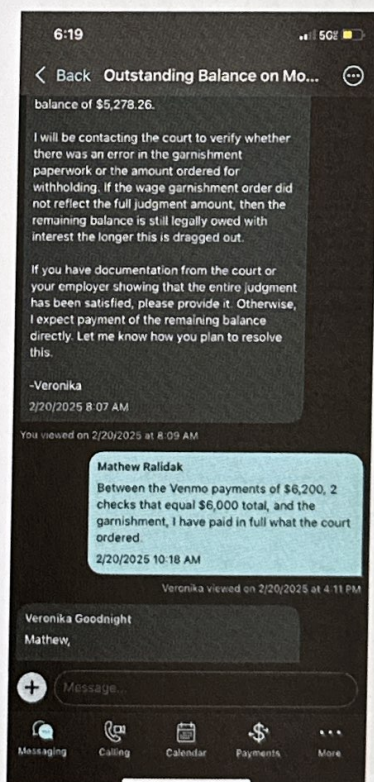 6:19
5G
Back Outstanding Balance on Mo...
balance of $5,278.26.
I will be contacting the court to verify whether
there was an error in the garnishment
paperwork or the amount ordered for
withholding. If the wage garnishment order did
not reflect the full judgment amount, then the
remaining balance is still legally owed with
interest the longer this is dragged out.
If you have documentation from the court or
your employer showing that the entire judgment
has been satisfied, please provide it. Otherwise,
I expect payment of the remaining balance
directly. Let me know how you plan to resolve
this.
-Veronika
2/20/2025 8:07 AM
You viewed on 2/20/2025 at 8:09 AM
Mathew Ralidak
Between the Venmo payments of $6,200, 2
checks that equal $6,000 total, and the
garnishment, I have paid in full what the court
ordered.
2/20/2025 10:18 AM
Veronika viewed on 2/20/2025 at 4:11 PM
Veronika Goodnight
Mathew,
Message...
Messaging Calling Calendar Payments More